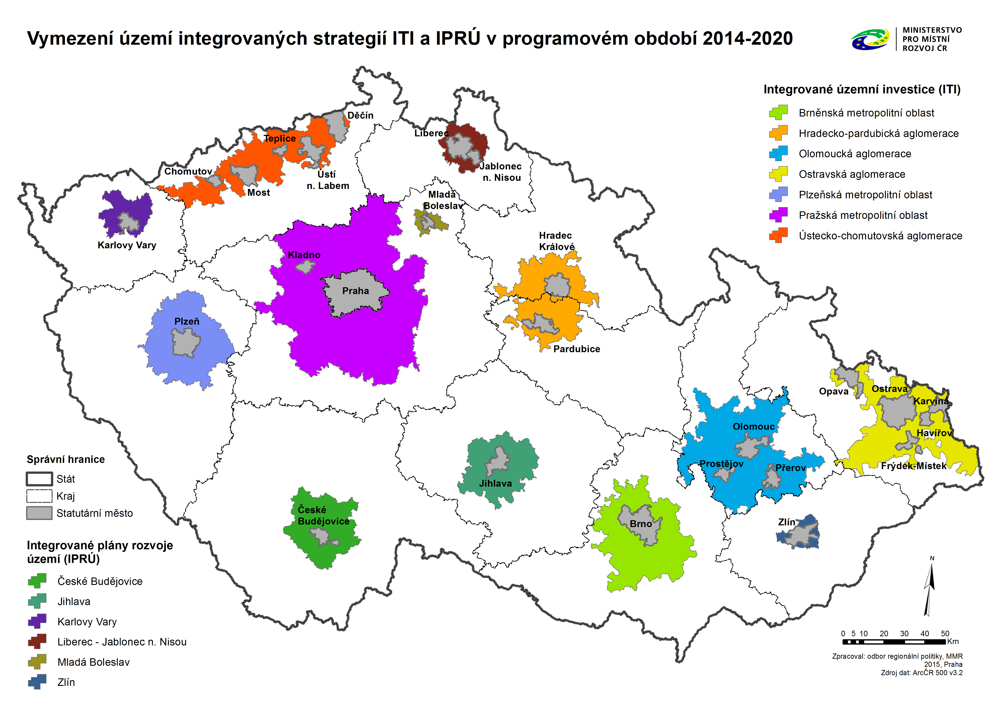 Vymezení území integrovaných strategií ITI a IPRÚ v programovém období 2014-2020
MINISTERSTVO
PRO MÍSTNÍ
ROZVOJ ČR
Integrované územní investice (ITI)
Brněnská metropolitní oblast
Hradecko-pardubická aglomerace
Olomoucká aglomerace
Ostravská aglomerace
Plzeňská metropolitní oblast
Pražská metropolitní oblast
Ústecko-chomutovská aglomerace
Děčín
Teplice
Liberec
Chomutov
Jablonec
n. Nisou
Ústí
n. Labem
Most
Mladá
Boleslav
Karlovy Vary
Hradec
Králové
Kladno
Praha
Plzeň
Pardubice
Opava
Ostrava
Karviná
Olomouc
Havířov
Prostějov
Přerov
Frýdek-Místek
Jihlava
České
Budějovice
Brno
Zlín
Správní hranice
Stát
Kraj
Statutární město
Integrované plány rozvoje
území (IPRÚ)
České Budějovice
Jihlava
Karlovy Vary
Liberec - Jablonec n. Nisou
Mladá Boleslav
Zlín
N
0 5 10 20 30 40 50
Km
Zpracoval: odbor regionální politiky, MMR
2015, Praha
Zdroj dat: ArcČR 500 v3.2